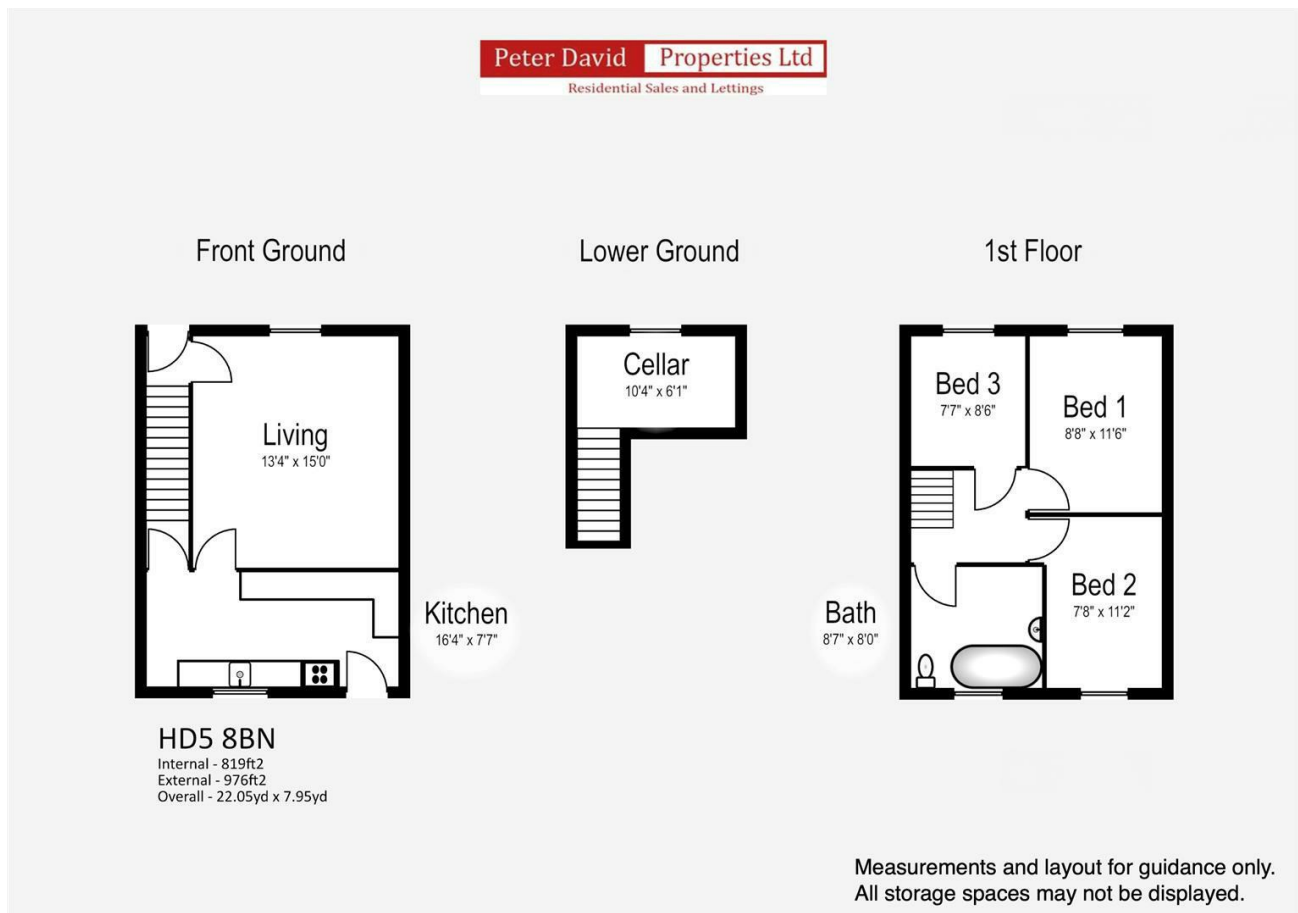 Peter David Properties Ltd
Residential Sales and Lettings
Front Ground
Lower Ground
1st Floor
Living
13'4" x 15'0"
Kitchen
16'4" x 7'7"
Cellar
10'4" x 6'1"
Bed 3
7'7" x 8'6"
Bed 1
8'8" x 11'6"
Bed 2
7'8" x 11'2"
Bath
8'7" x 8'0"
HD5 8BN
Internal - 819ft2
External - 976ft2
Overall - 22.05yd x 7.95yd
Measurements and layout for guidance only.
All storage spaces may not be displayed.